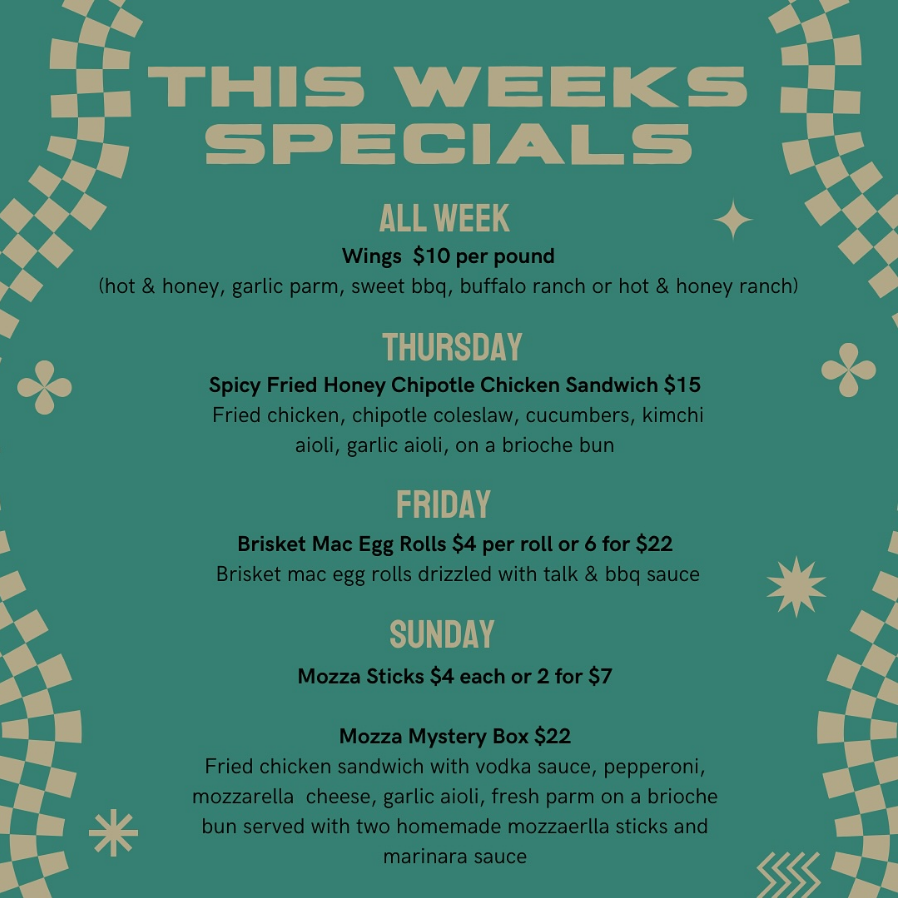 THIS WEEKS
SPECIALS
ALL WEEK
Wings $10 per pound
(hot & honey, garlic parm, sweet bbq, buffalo ranch or hot & honey ranch)
THURSDAY
Spicy Fried Honey Chipotle Chicken Sandwich $15
Fried chicken, chipotle coleslaw, cucumbers, kimchi
aioli, garlic aioli, on a brioche bun
FRIDAY
Brisket Mac Egg Rolls $4 per roll or 6 for $22
Brisket mac egg rolls drizzled with talk & bbq sauce
SUNDAY
Mozza Sticks $4 each or 2 for $7
Mozza Mystery Box $22
Fried chicken sandwich with vodka sauce, pepperoni,
mozzarella cheese, garlic aioli, fresh parm on a brioche
bun served with two homemade mozzaerlla sticks and
marinara sauce